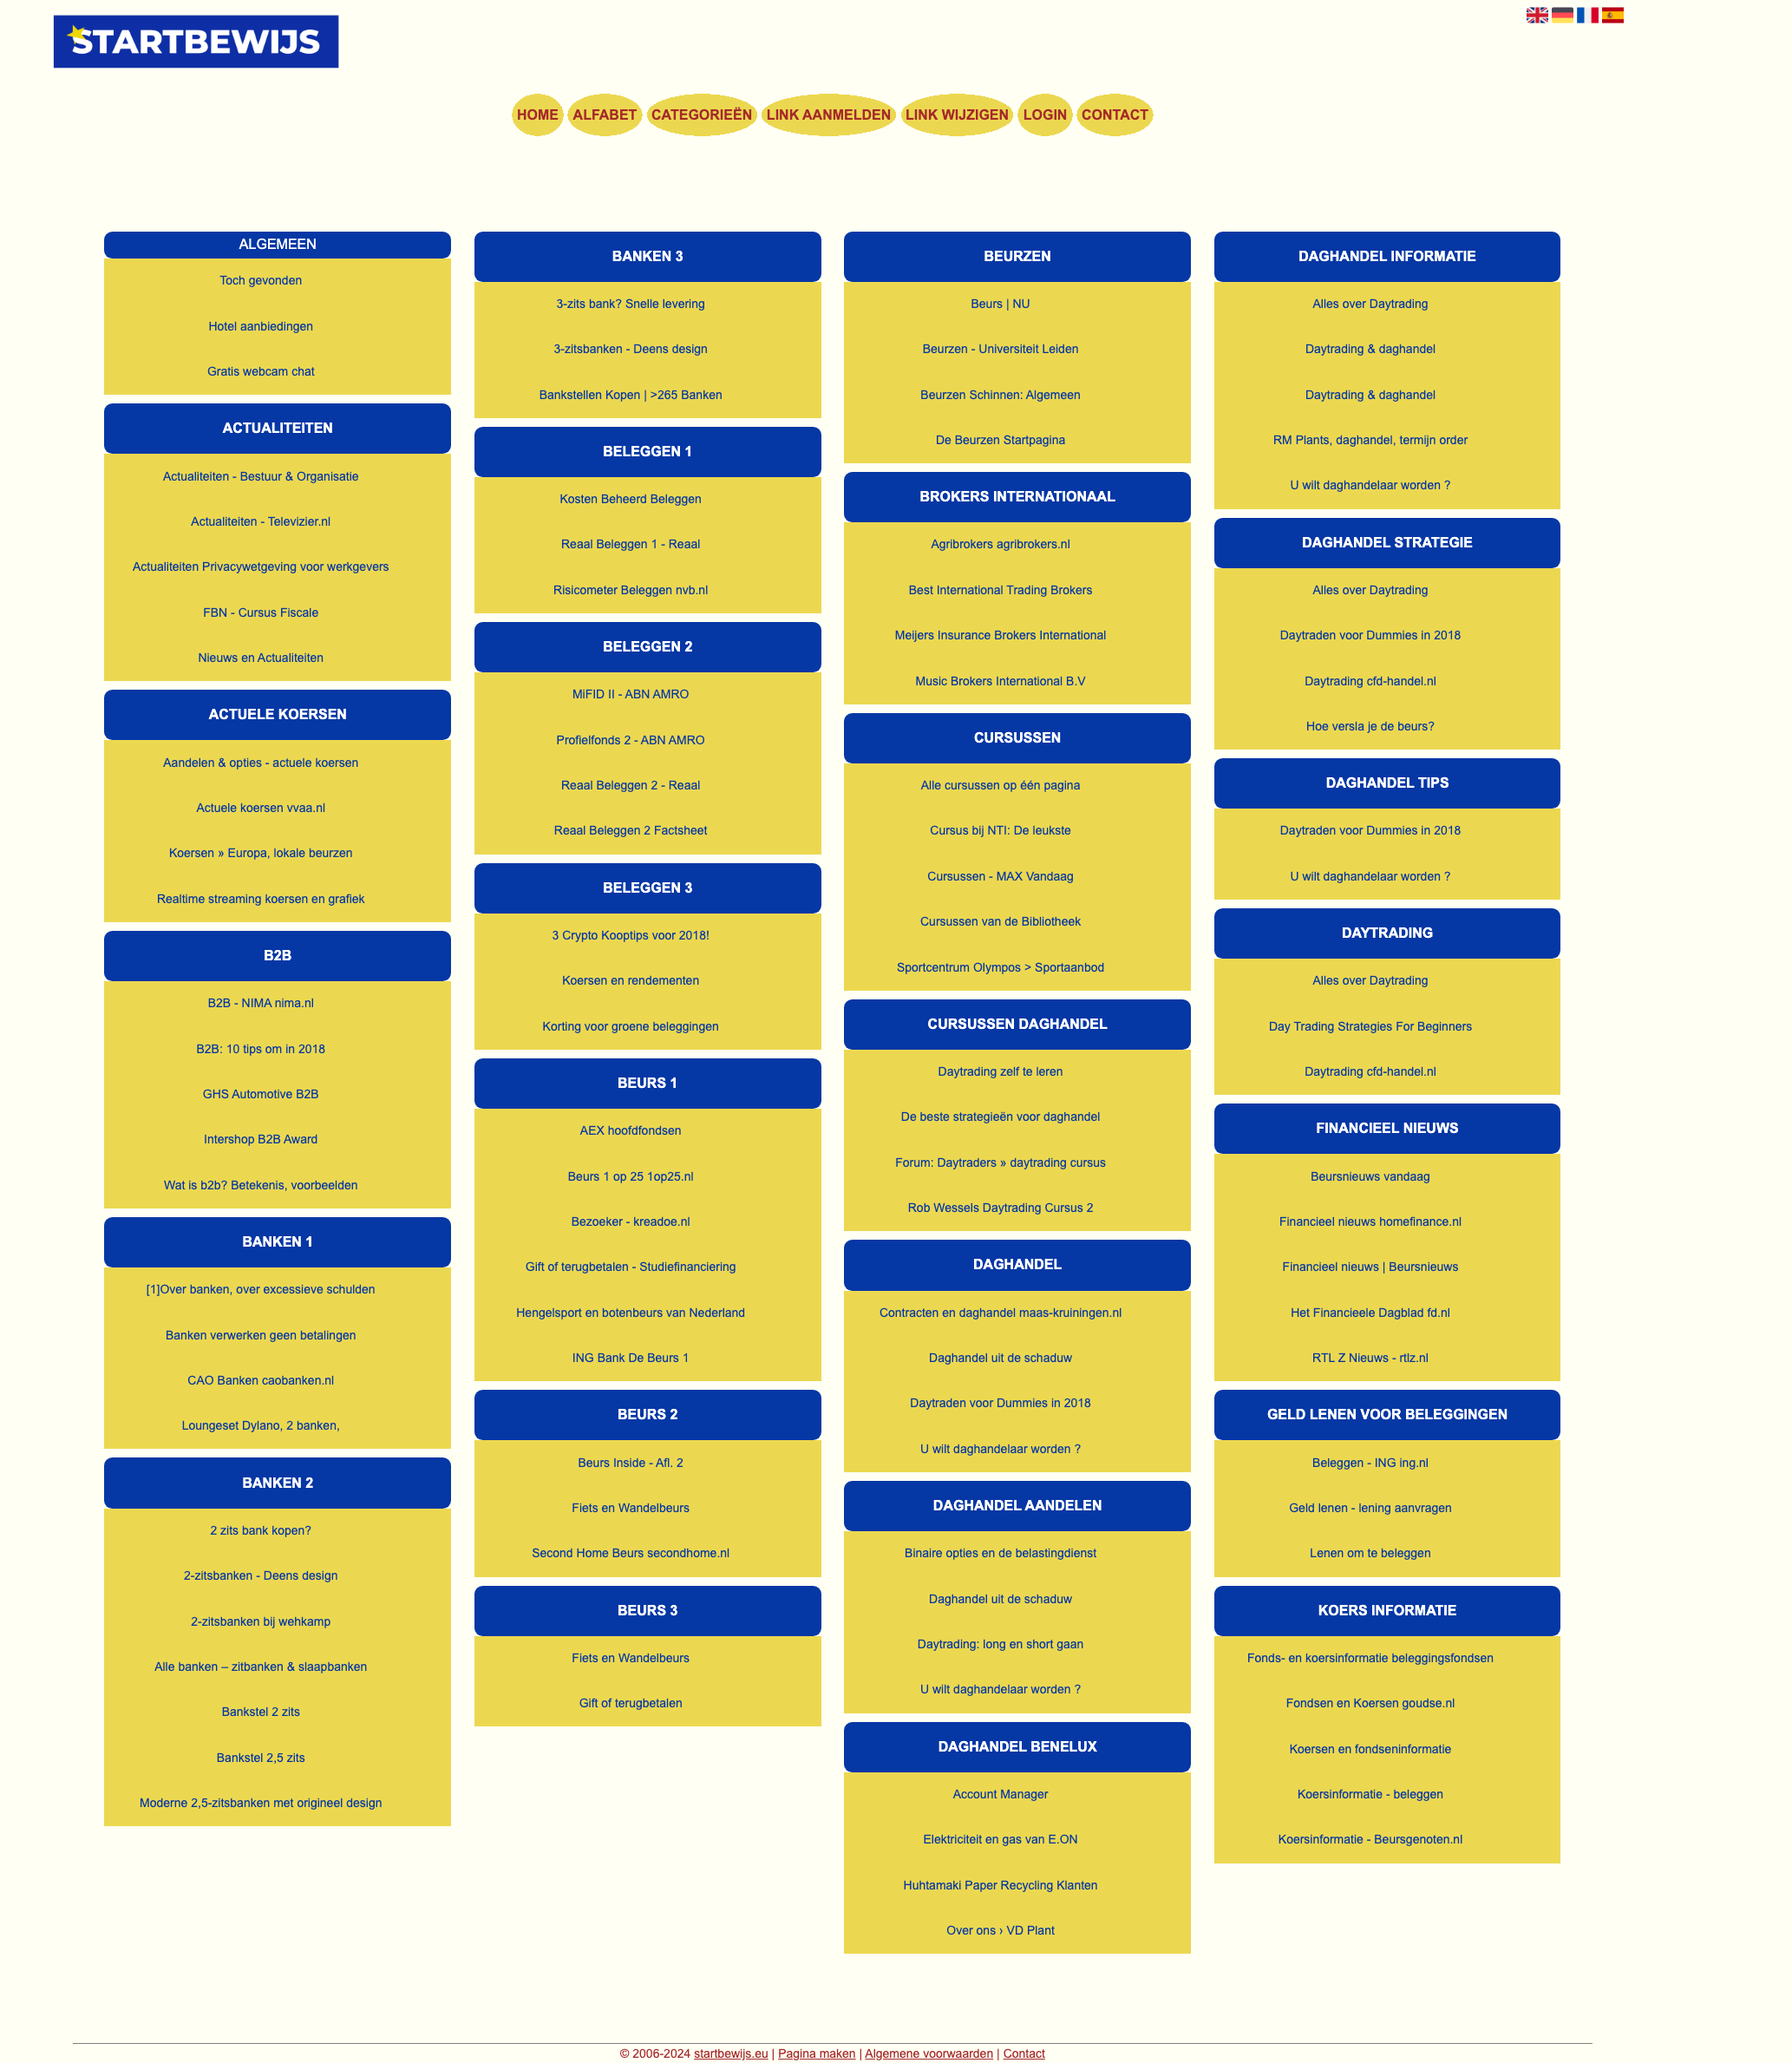 STARTBEWIJS
HOME ALFABET CATEGORIEËN LINK AANMELDEN LINK WIJZIGEN LOGIN CONTACT
ALGEMEEN
Toch gevonden
Hotel aanbiedingen
Gratis webcam chat
ACTUALITEITEN
Actualiteiten - Bestuur & Organisatie
Actualiteiten - Televizier.nl
Actualiteiten Privacywetgeving voor werkgevers
FBN - Cursus Fiscale
Nieuws en Actualiteiten
ACTUELE KOERSEN
Aandelen & opties - actuele koersen
Actuele koersen vvaa.nl
Koersen » Europa, lokale beurzen
Realtime streaming koersen en grafiek
B2B
B2B - NIMA nima.nl
B2B: 10 tips om in 2018
GHS Automotive B2B
Intershop B2B Award
Wat is b2b? Betekenis, voorbeelden
BANKEN 1
[1]Over banken, over excessieve schulden
Banken verwerken geen betalingen
CAO Banken caobanken.nl
Loungeset Dylano, 2 banken,
BANKEN 2
2 zits bank kopen?
2-zitsbanken - Deens design
2-zitsbanken bij wehkamp
Alle banken – zitbanken & slaapbanken
Bankstel 2 zits
Bankstel 2,5 zits
Moderne 2,5-zitsbanken met origineel design
BANKEN 3
3-zits bank? Snelle levering
3-zitsbanken - Deens design
Bankstellen Kopen | >265 Banken
BELEGGEN 1
Kosten Beheerd Beleggen
Reaal Beleggen 1 - Reaal
Risicometer Beleggen nvb.nl
BELEGGEN 2
MiFID II - ABN AMRO
Profielfonds 2 - ABN AMRO
Reaal Beleggen 2 - Reaal
Reaal Beleggen 2 Factsheet
BELEGGEN 3
3 Crypto Kooptips voor 2018!
Koersen en rendementen
Korting voor groene beleggingen
BEURS 1
AEX hoofdfondsen
Beurs 1 op 25 1op25.nl
Bezoeker - kreadoe.nl
Gift of terugbetalen - Studiefinanciering
Hengelsport en botenbeurs van Nederland
ING Bank De Beurs 1
BEURS 2
Beurs Inside - Afl. 2
Fiets en Wandelbeurs
Second Home Beurs secondhome.nl
BEURS 3
Fiets en Wandelbeurs
Gift of terugbetalen
BEURZEN
Beurs | NU
Beurzen - Universiteit Leiden
Beurzen Schinnen: Algemeen
De Beurzen Startpagina
BROKERS INTERNATIONAAL
Agribrokers agribrokers.nl
Best International Trading Brokers
Meijers Insurance Brokers International
Music Brokers International B.V
CURSUSSEN
Alle cursussen op één pagina
Cursus bij NTI: De leukste
Cursussen - MAX Vandaag
Cursussen van de Bibliotheek
Sportcentrum Olympos > Sportaanbod
CURSUSSEN DAGHANDEL
Daytrading zelf te leren
De beste strategieën voor daghandel
Forum: Daytraders » daytrading cursus
Rob Wessels Daytrading Cursus 2
DAGHANDEL
Contracten en daghandel maas-kruiningen.nl
Daghandel uit de schaduw
Daytraden voor Dummies in 2018
U wilt daghandelaar worden ?
DAGHANDEL AANDELEN
Binaire opties en de belastingdienst
Daghandel uit de schaduw
Daytrading: long en short gaan
U wilt daghandelaar worden ?
DAGHANDEL BENELUX
Account Manager
Elektriciteit en gas van E.ON
Huhtamaki Paper Recycling Klanten
Over ons › VD Plant
DAGHANDEL INFORMATIE
Alles over Daytrading
Daytrading & daghandel
Daytrading & daghandel
RM Plants, daghandel, termijn order
U wilt daghandelaar worden ?
DAGHANDEL STRATEGIE
Alles over Daytrading
Daytraden voor Dummies in 2018
Daytrading cfd-handel.nl
Hoe versla je de beurs?
DAGHANDEL TIPS
Daytraden voor Dummies in 2018
U wilt daghandelaar worden ?
DAYTRADING
Alles over Daytrading
Day Trading Strategies For Beginners
Daytrading cfd-handel.nl
FINANCIEEL NIEUWS
Beursnieuws vandaag
Financieel nieuws homefinance.nl
Financieel nieuws | Beursnieuws
Het Financieele Dagblad fd.nl
RTL Z Nieuws - rtlz.nl
GELD LENEN VOOR BELEGGINGEN
Beleggen - ING ing.nl
Geld lenen - lening aanvragen
Lenen om te beleggen
KOERS INFORMATIE
Fonds- en koersinformatie beleggingsfondsen
Fondsen en Koersen goudse.nl
Koersen en fondseninformatie
Koersinformatie - beleggen
Koersinformatie - Beursgenoten.nl
© 2006-2024 startbewijs.eu | Pagina maken | Algemene voorwaarden | Contact